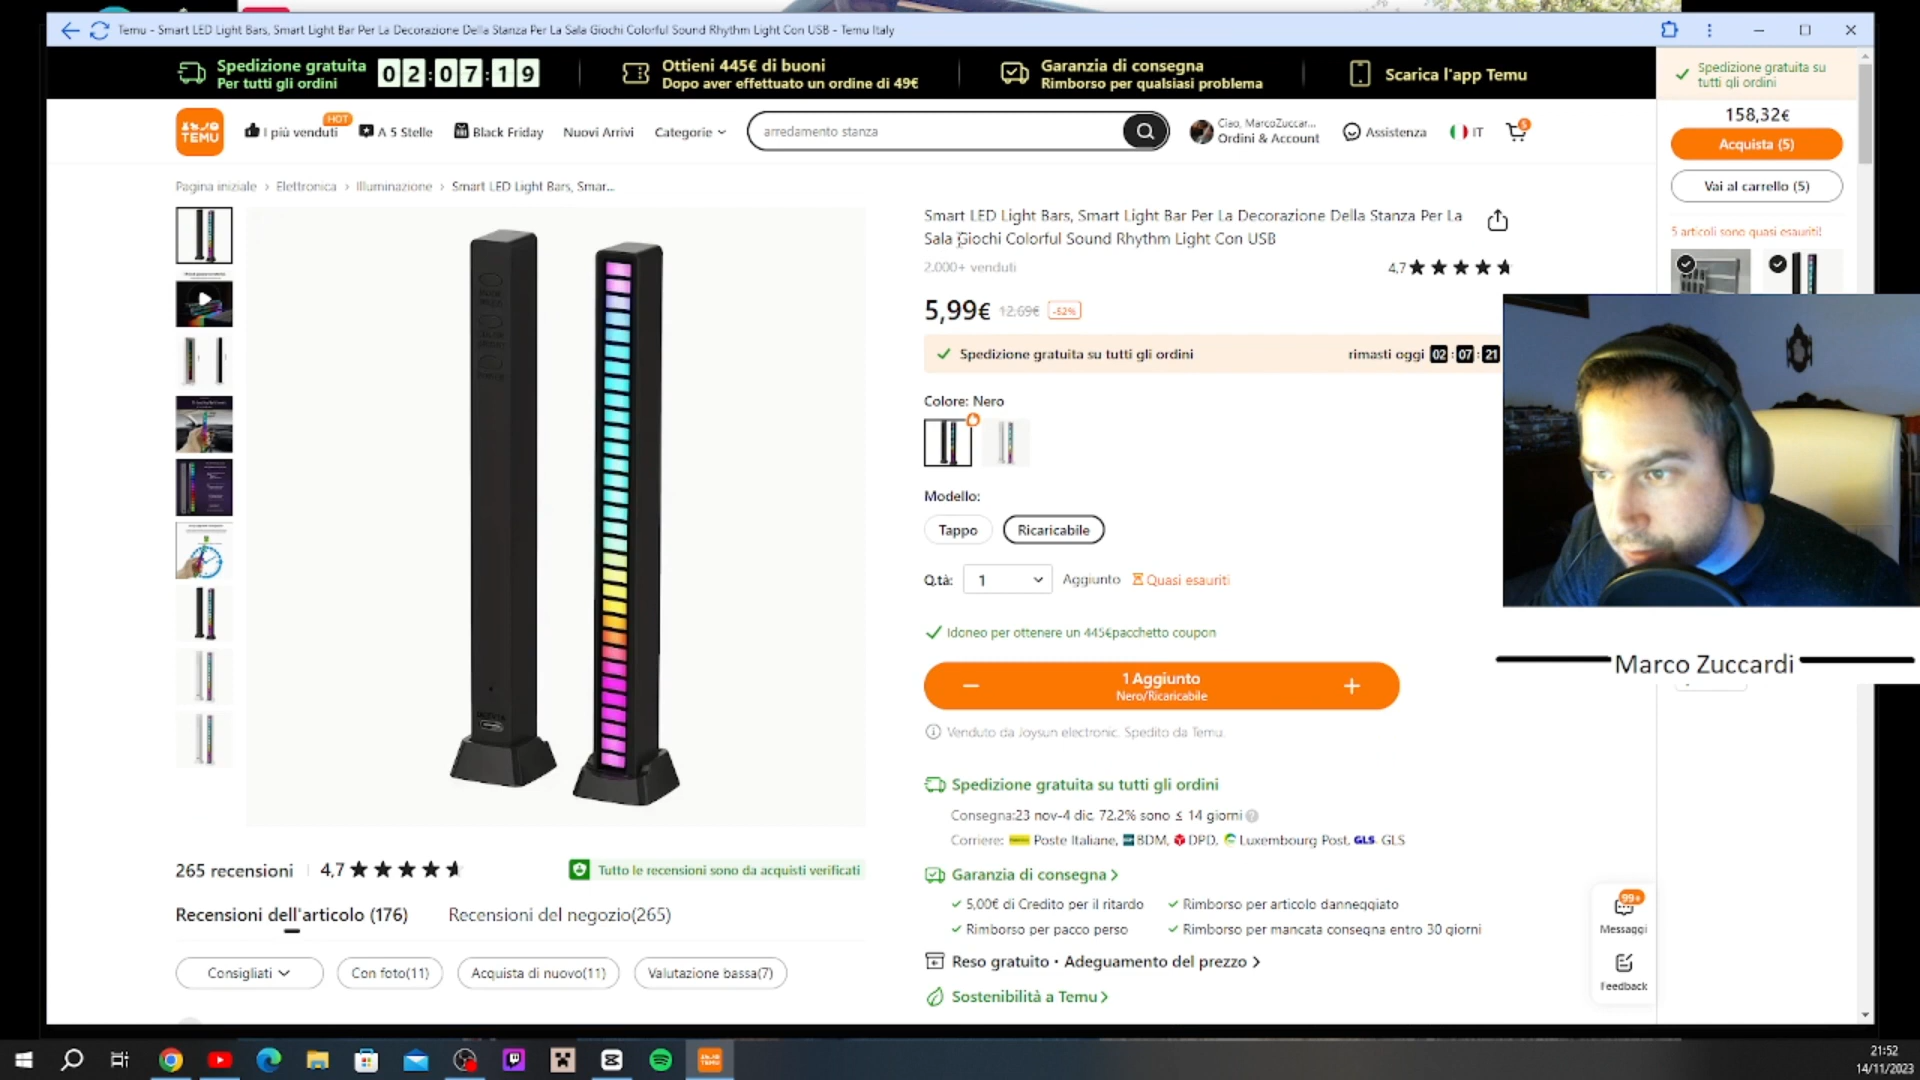 Temu - Smart LED Light Bars, Smart Light Bar Per La Decorazione Della Stanza Per La Sala Giochi Colorful Sound Rhythm Light Con USB - Temu Italy
Spedizione gratuita
Per tutti gli ordini
02:07:19
Ottieni 445€ di buoni
Dopo aver effettuato un ordine di 49€
Garanzia di consegna
Rimborso per qualsiasi problema
Scarica l'app Temu
Spedizione gratuita su
tutti gli ordini
158,32€
Acquista (5)
Vai al carrello (5)
5 articoli sono quasi esauriti!
TEMU
I più venduti
HOT
A 5 Stelle
Black Friday
Nuovi Arrivi
Categorie
arredamento stanza
Ciao, MarcoZuccar...
Ordini & Account
Assistenza
IT
5
Pagina iniziale > Elettronica > Illuminazione > Smart LED Light Bars, Smar...
Smart LED Light Bars, Smart Light Bar Per La Decorazione Della Stanza Per La
Sala Giochi Colorful Sound Rhythm Light Con USB
2.000+ venduti
4,7
5,99€ 12,69€ -52%
Spedizione gratuita su tutti gli ordini
rimasti oggi 02:07:21
Colore: Nero
Modello:
Tappo
Ricaricabile
Q.tà: 1
Aggiunto
Quasi esauriti
Idoneo per ottenere un 445€pacchetto coupon
− 1 Aggiunto +
Nero/Ricaricabile
Venduto da Joysun electronic. Spedito da Temu.
Marco Zuccardi
Spedizione gratuita su tutti gli ordini
Consegna:23 nov-4 dic, 72.2% sono ≤ 14 giorni
Corriere: Poste Italiane, BDM, DPD, Luxembourg Post, GLS GLS
Garanzia di consegna >
5,00€ di Credito per il ritardo
Rimborso per articolo danneggiato
Rimborso per pacco perso
Rimborso per mancata consegna entro 30 giorni
Reso gratuito · Adeguamento del prezzo >
Sostenibilità a Temu >
265 recensioni
4,7
Tutto le recensioni sono da acquisti verificati
Recensioni dell'articolo (176)
Recensioni del negozio(265)
Consigliati
Con foto(11)
Acquista di nuovo(11)
Valutazione bassa(7)
99+
Messaggi
Feedback
21:52
14/11/2023